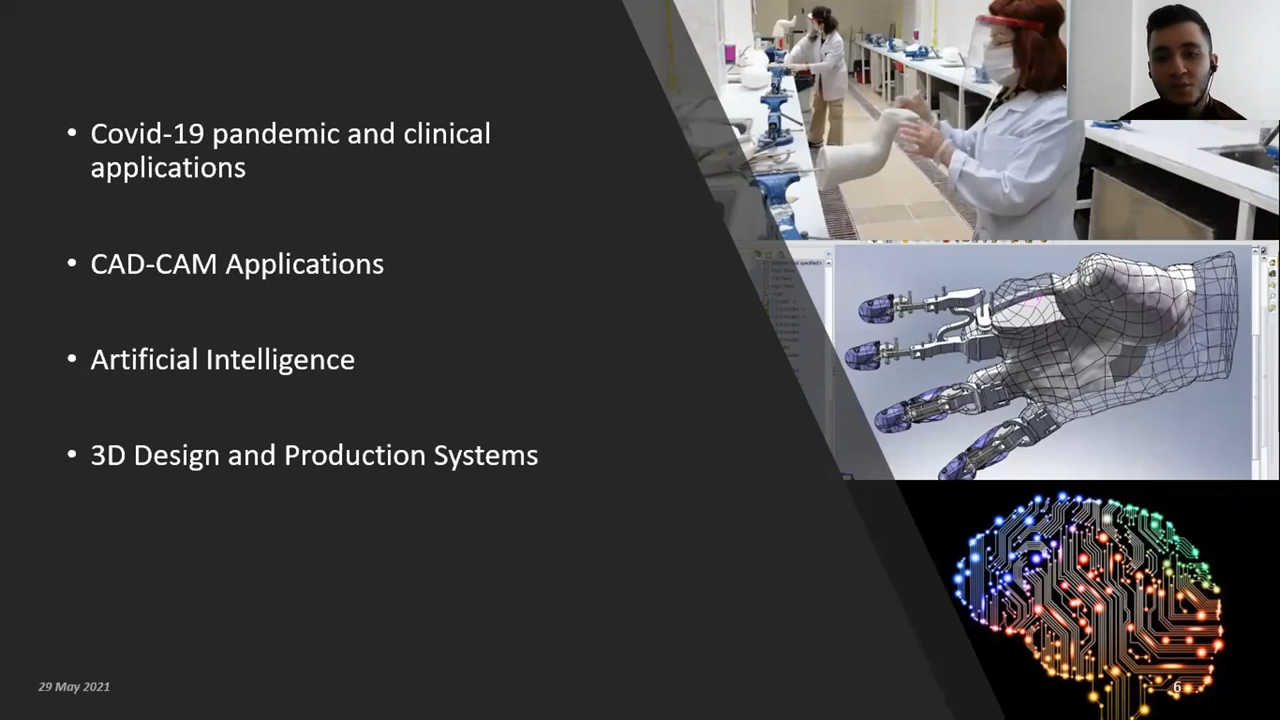 • Covid-19 pandemic and clinical
applications
• CAD-CAM Applications
• Artificial Intelligence
• 3D Design and Production Systems
29 May 2021
6